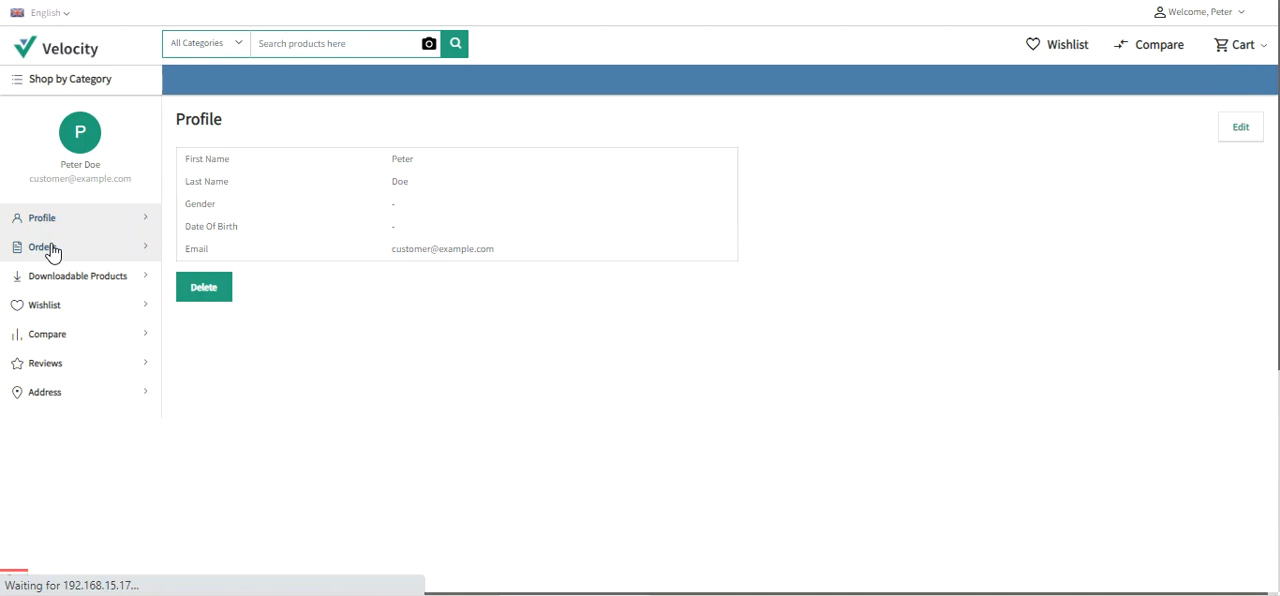 English
Welcome, Peter
Velocity
All Categories
Search products here
Wishlist
Compare
Cart
Shop by Category
P
Peter Doe
customer@example.com
Profile
Downloadable Products
Wishlist
Compare
Reviews
Address
Profile
Edit
First Name Peter
Last Name Doe
Gender -
Date Of Birth -
Email customer@example.com
Delete
Waiting for 192.168.15.17...